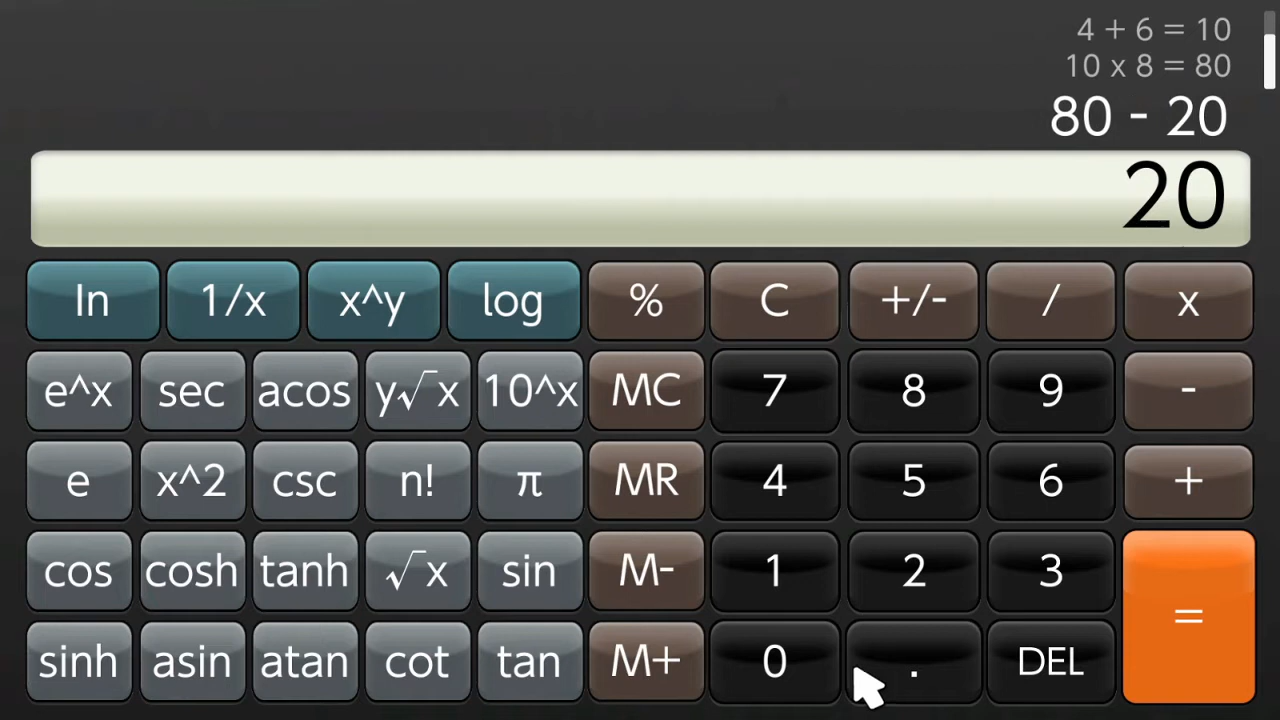 4 + 6 = 10
10 x 8 = 80
80 - 20
20
ln 1/x x^y log % C +/- / x
e^x sec acos y√x 10^x MC 7 8 9 -
e x^2 csc n! π MR 4 5 6 +
cos cosh tanh √x sin M- 1 2 3 =
sinh asin atan cot tan M+ 0 . DEL